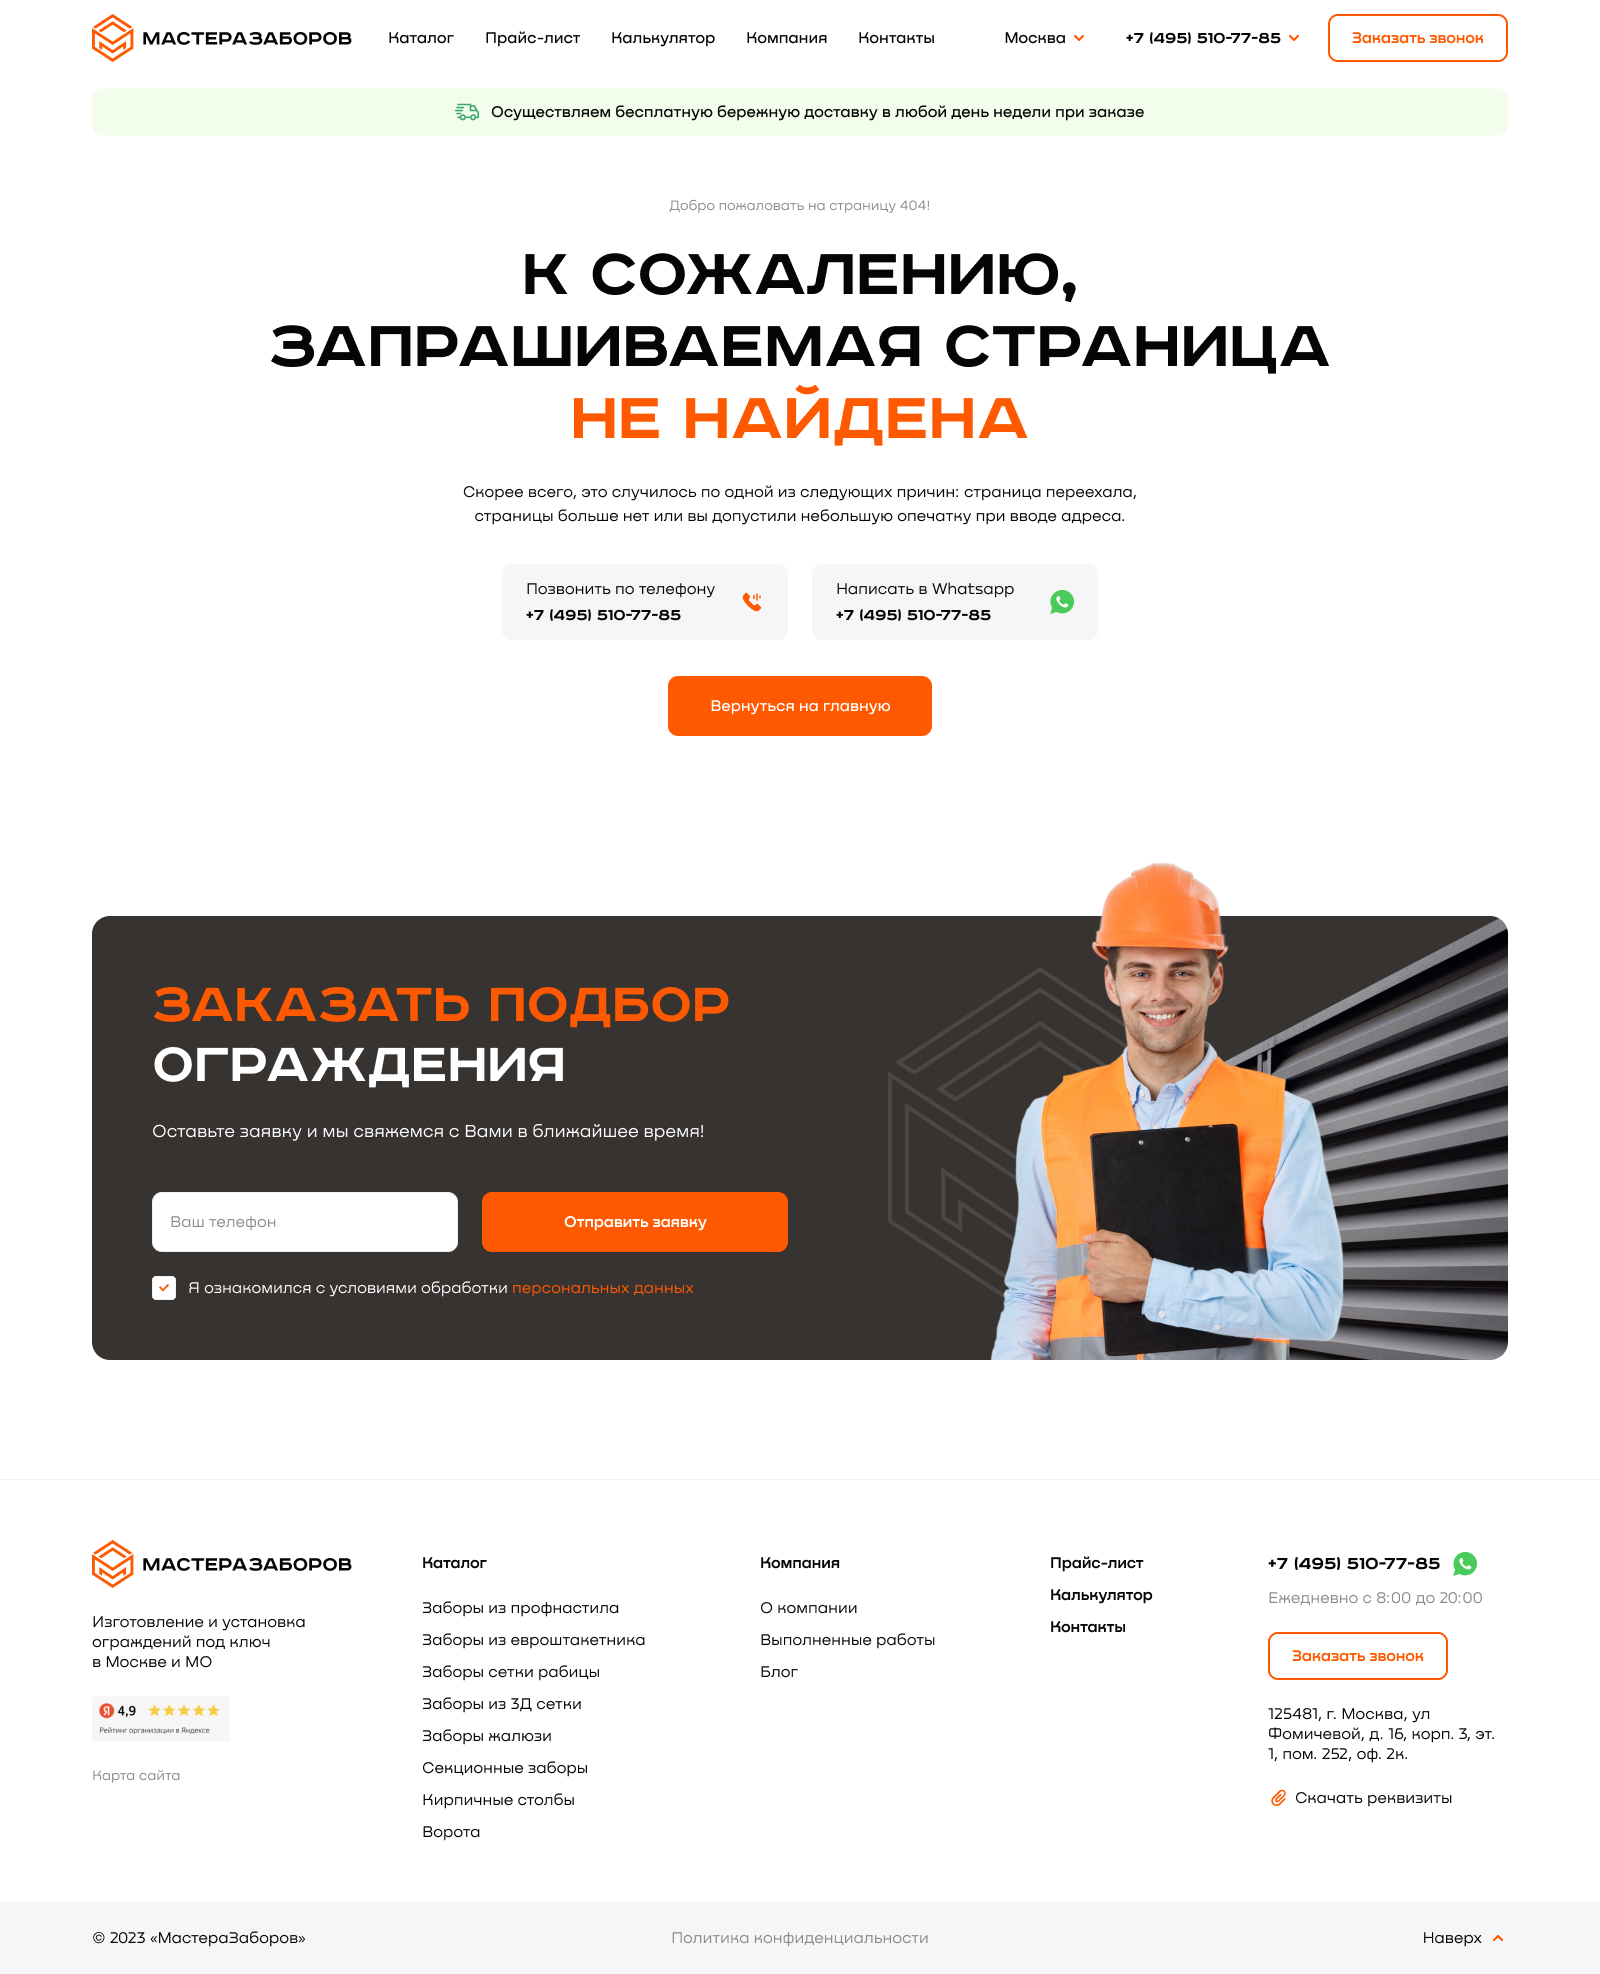 МАСТЕРАЗАБОРОВ
Каталог
Прайс-лист
Калькулятор
Компания
Контакты
Москва
+7 (495) 510-77-85
Заказать звонок
Осуществляем бесплатную бережную доставку в любой день недели при заказе
Добро пожаловать на страницу 404!
К СОЖАЛЕНИЮ,
ЗАПРАШИВАЕМАЯ СТРАНИЦА
НЕ НАЙДЕНА
Скорее всего, это случилось по одной из следующих причин: страница переехала,
страницы больше нет или вы допустили небольшую опечатку при вводе адреса.
Позвонить по телефону
+7 (495) 510-77-85
Написать в Whatsapp
+7 (495) 510-77-85
Вернуться на главную
ЗАКАЗАТЬ ПОДБОР
ОГРАЖДЕНИЯ
Оставьте заявку и мы свяжемся с Вами в ближайшее время!
Ваш телефон
Отправить заявку
Я ознакомился с условиями обработки персональных данных
МАСТЕРАЗАБОРОВ
Изготовление и установка
ограждений под ключ
в Москве и МО
Я 4,9
Рейтинг организации в Яндексе
Карта сайта
Каталог
Заборы из профнастила
Заборы из евроштакетника
Заборы сетки рабицы
Заборы из 3Д сетки
Заборы жалюзи
Секционные заборы
Кирпичные столбы
Ворота
Компания
О компании
Выполненные работы
Блог
Прайс-лист
Калькулятор
Контакты
+7 (495) 510-77-85
Ежедневно с 8:00 до 20:00
Заказать звонок
125481, г. Москва, ул
Фомичевой, д. 16, корп. 3, эт.
1, пом. 252, оф. 2к.
Скачать реквизиты
© 2023 «МастераЗаборов»
Политика конфиденциальности
Наверх